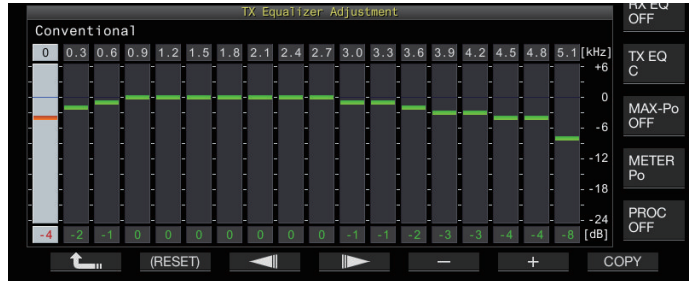 TX Equalizer Adjustment
Conventional
0 0.3 0.6 0.9 1.2 1.5 1.8 2.1 2.4 2.7 3.0 3.3 3.6 3.9 4.2 4.5 4.8 5.1 [kHz]
+6
0
-6
-12
-18
-24
-4 -2 -1 0 0 0 0 0 0 0 -1 -1 -2 -3 -3 -4 -4 -8 [dB]
RX EQ
OFF
TX EQ
C
MAX-Po
OFF
METER
Po
PROC
OFF
(RESET) − + COPY